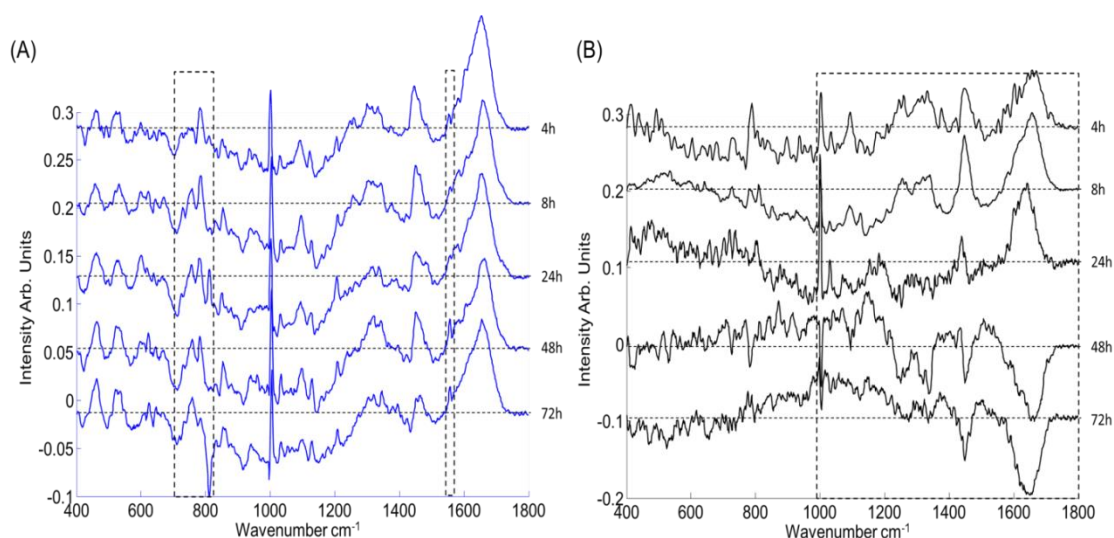 (A)
(B)
0.3
0.25
0.2
0.15
0.1
0.05
0
-0.05
-0.1
Intensity Arb. Units
4h
8h
24h
48h
72h
400 600 800 1000 1200 1400 1600 1800
Wavenumber cm-1
0.3
0.2
0.1
0
-0.1
-0.2
Intensity Arb. Units
4h
8h
24h
48h
72h
400 600 800 1000 1200 1400 1600 1800
Wavenumber cm-1